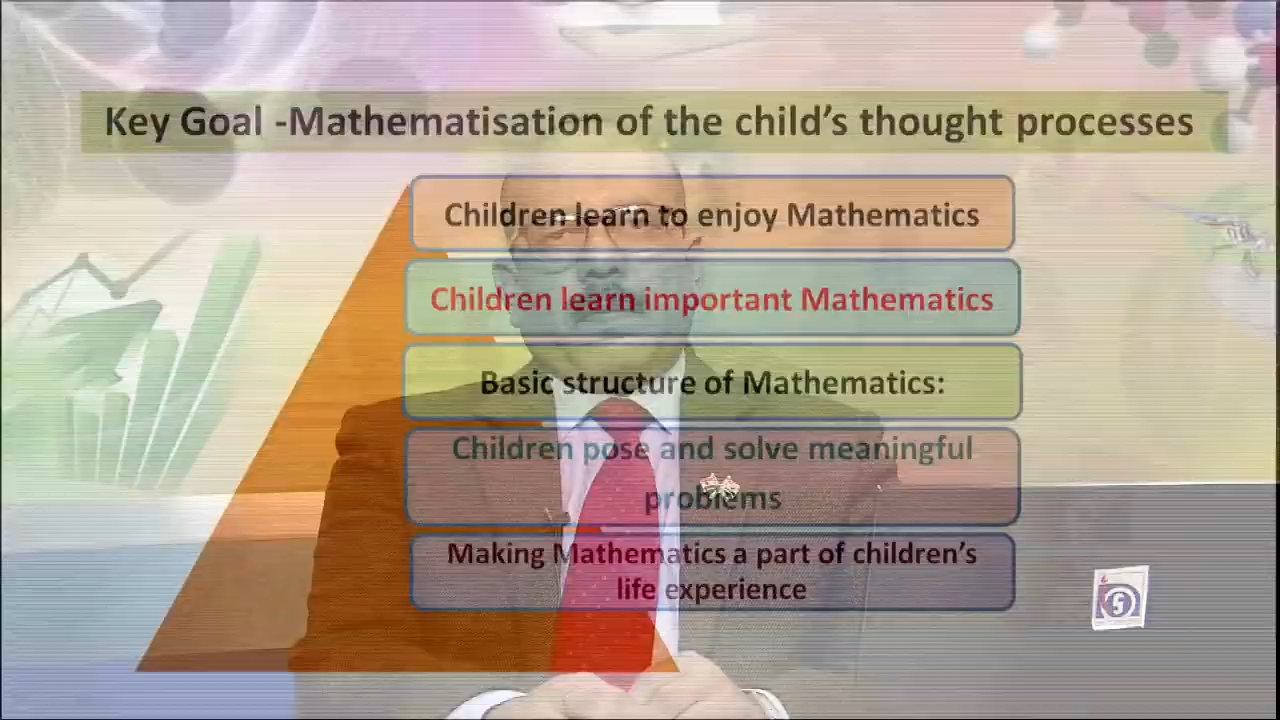 Key Goal -Mathematisation of the child's thought processes
Children learn to enjoy Mathematics
Children learn important Mathematics
Basic structure of Mathematics:
Children pose and solve meaningful
problems
Making Mathematics a part of children's
life experience